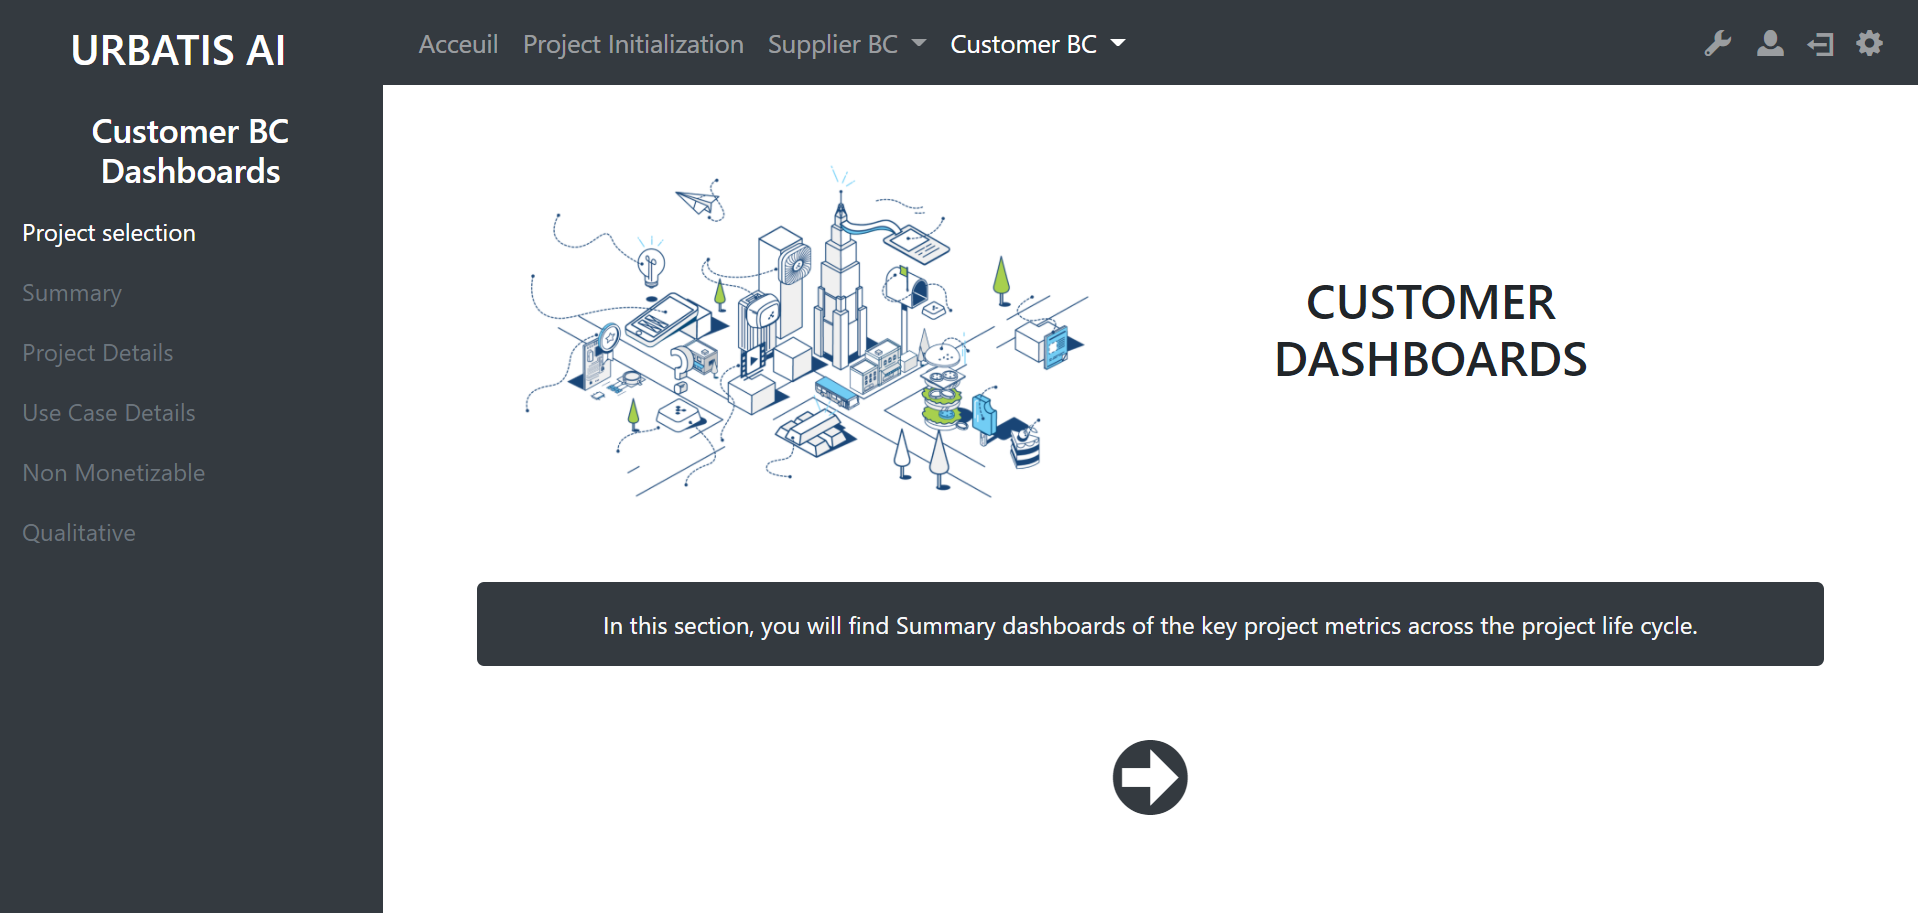 URBATIS AI
Acceuil Project Initialization Supplier BC Customer BC
Customer BC
Dashboards
Project selection
Summary
Project Details
Use Case Details
Non Monetizable
Qualitative
CUSTOMER
DASHBOARDS
In this section, you will find Summary dashboards of the key project metrics across the project life cycle.